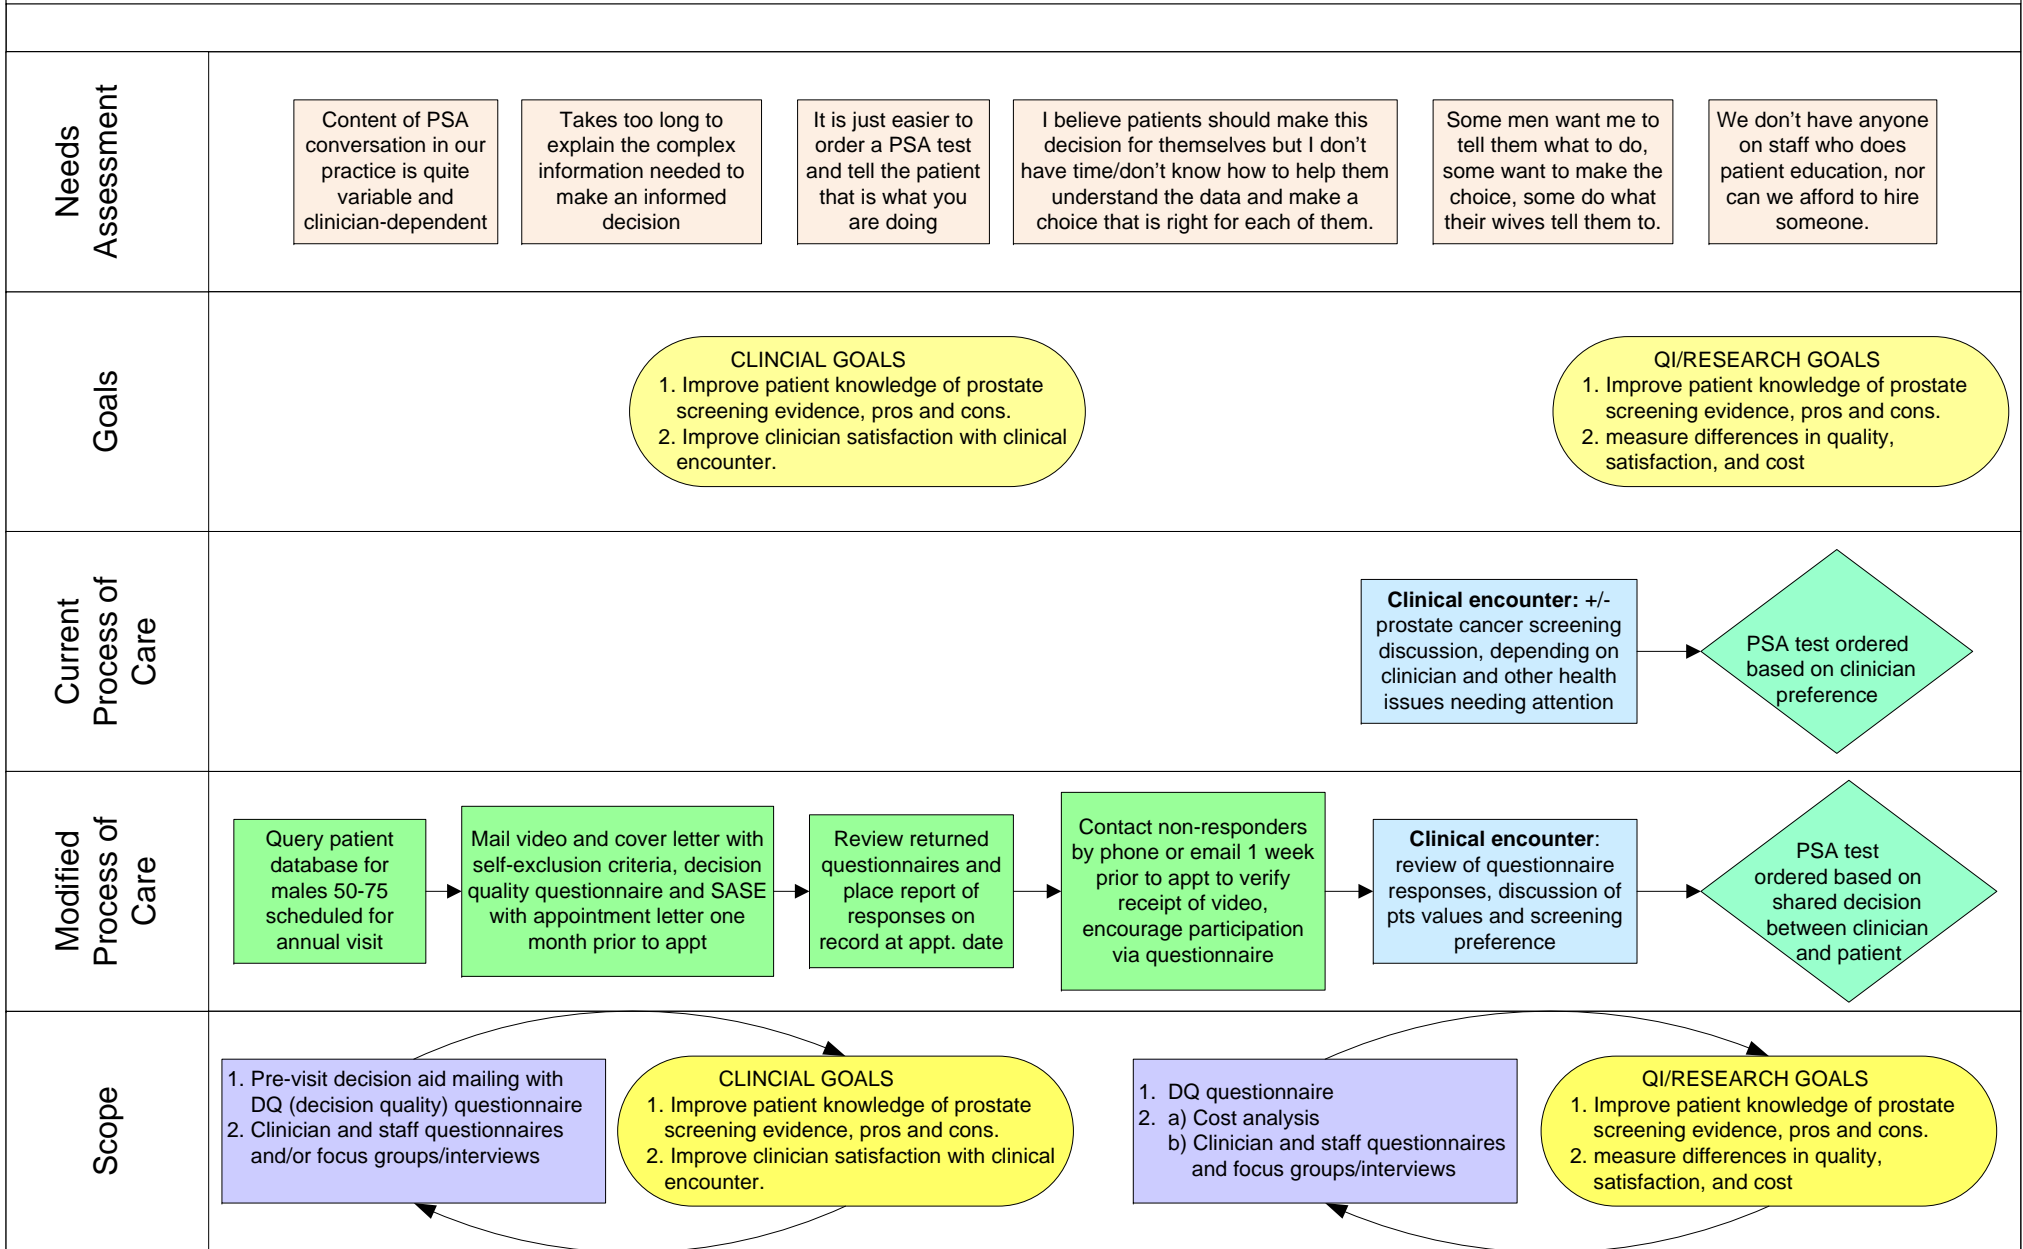 Needs
Assessment
Content of PSA
conversation in our
practice is quite
variable and
clinician-dependent
Takes too long to
explain the complex
information needed to
make an informed
decision
It is just easier to
order a PSA test
and tell the patient
that is what you
are doing
I believe patients should make this
decision for themselves but I don't
have time/don't know how to help them
understand the data and make a
choice that is right for each of them.
Some men want me to
tell them what to do,
some want to make the
choice, some do what
their wives tell them to.
We don't have anyone
on staff who does
patient education, nor
can we afford to hire
someone.
Goals
CLINCIAL GOALS
1. Improve patient knowledge of prostate
screening evidence, pros and cons.
2. Improve clinician satisfaction with clinical
encounter.
QI/RESEARCH GOALS
1. Improve patient knowledge of prostate
screening evidence, pros and cons.
2. measure differences in quality,
satisfaction, and cost
Current
Process of
Care
Clinical encounter: +/-
prostate cancer screening
discussion, depending on
clinician and other health
issues needing attention
PSA test ordered
based on clinician
preference
Modified
Process of
Care
Query patient
database for
males 50-75
scheduled for
annual visit
Mail video and cover letter with
self-exclusion criteria, decision
quality questionnaire and SASE
with appointment letter one
month prior to appt
Review returned
questionnaires and
place report of
responses on
record at appt. date
Contact non-responders
by phone or email 1 week
prior to appt to verify
receipt of video,
encourage participation
via questionnaire
Clinical encounter:
review of questionnaire
responses, discussion of
pts values and screening
preference
PSA test
ordered based on
shared decision
between clinician
and patient
Scope
1. Pre-visit decision aid mailing with
DQ (decision quality) questionnaire
2. Clinician and staff questionnaires
and/or focus groups/interviews
CLINCIAL GOALS
1. Improve patient knowledge of prostate
screening evidence, pros and cons.
2. Improve clinician satisfaction with clinical
encounter.
1. DQ questionnaire
2. a) Cost analysis
b) Clinician and staff questionnaires
and focus groups/interviews
QI/RESEARCH GOALS
1. Improve patient knowledge of prostate
screening evidence, pros and cons.
2. measure differences in quality,
satisfaction, and cost